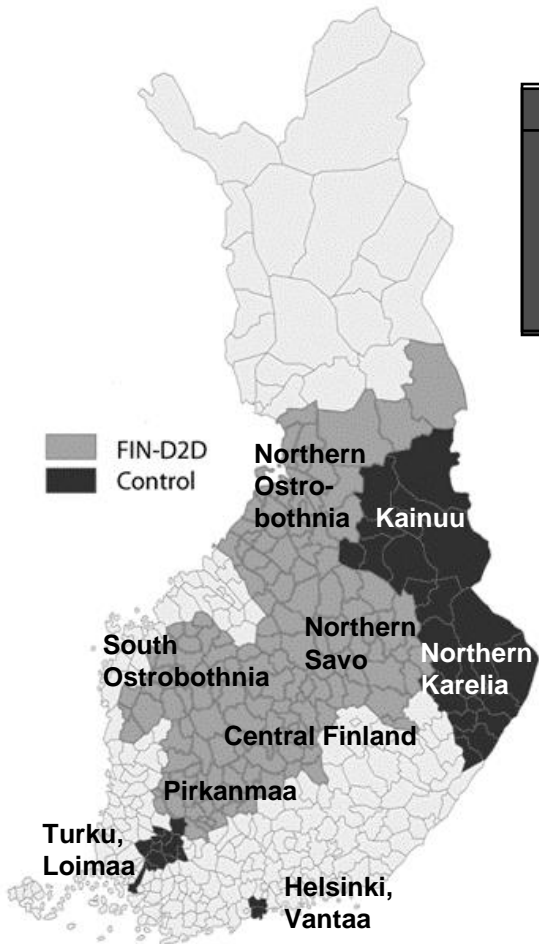 FIN-D2D
Control
Northern
Ostro-
bothnia
Kainuu
South
Ostrobothnia
Northern
Savo
Northern
Karelia
Central Finland
Pirkanmaa
Turku,
Loimaa
Helsinki,
Vantaa